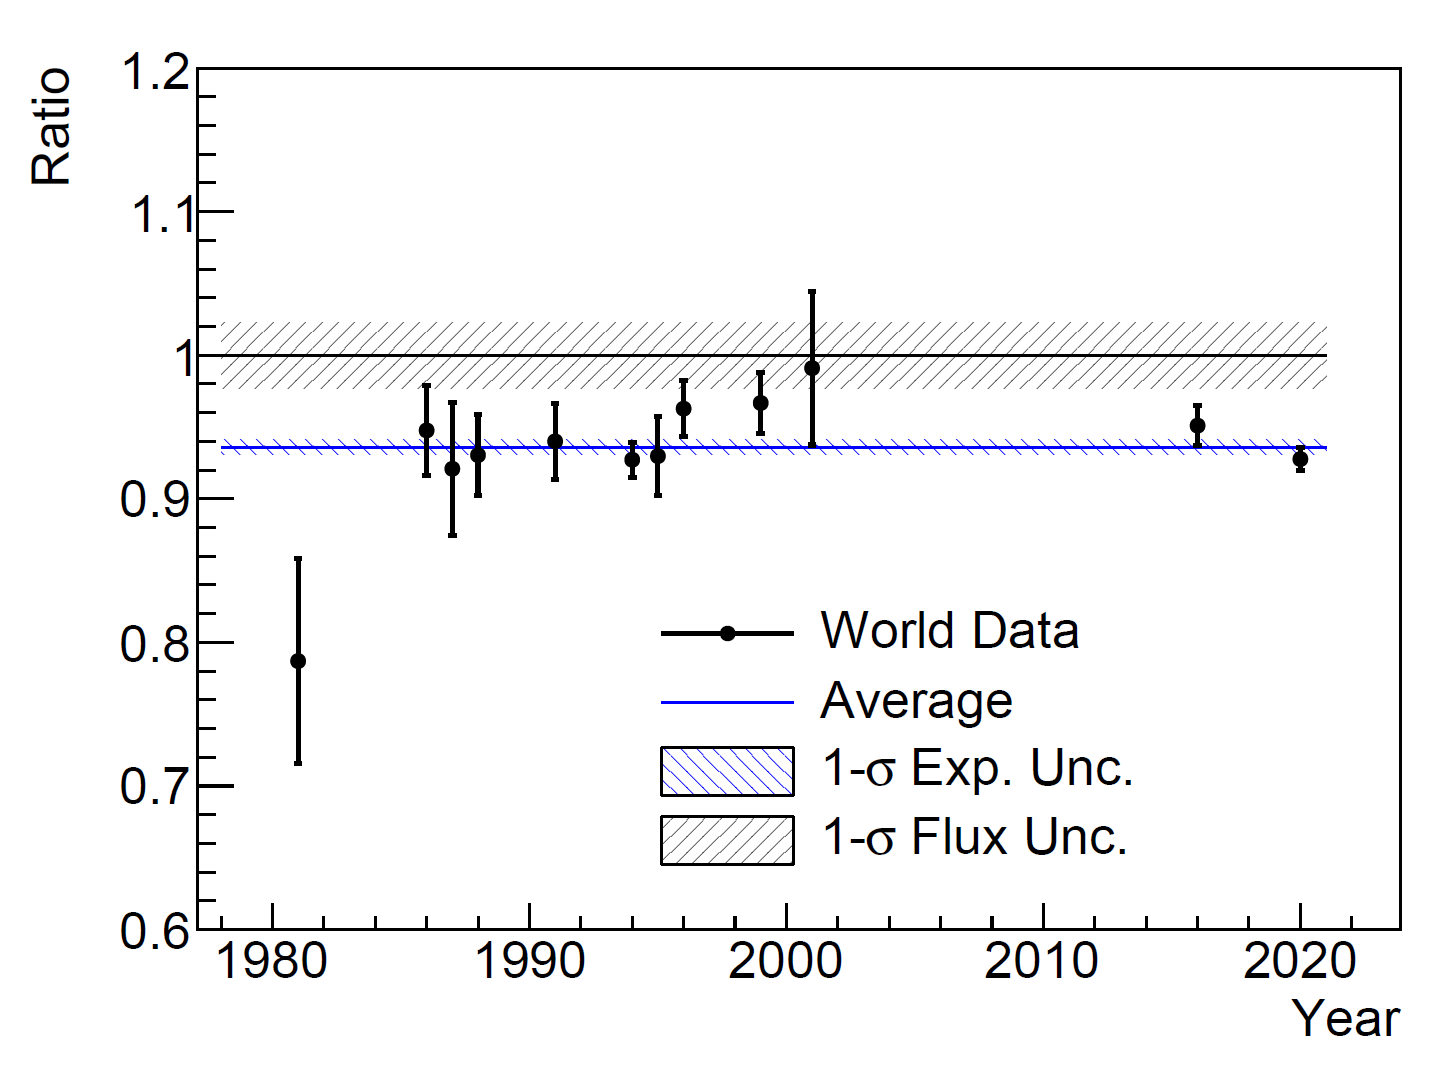 Ratio
1.2
1.1
1
0.9
0.8
0.7
0.6
World Data
Average
1-σ Exp. Unc.
1-σ Flux Unc.
1980 1990 2000 2010 2020
Year